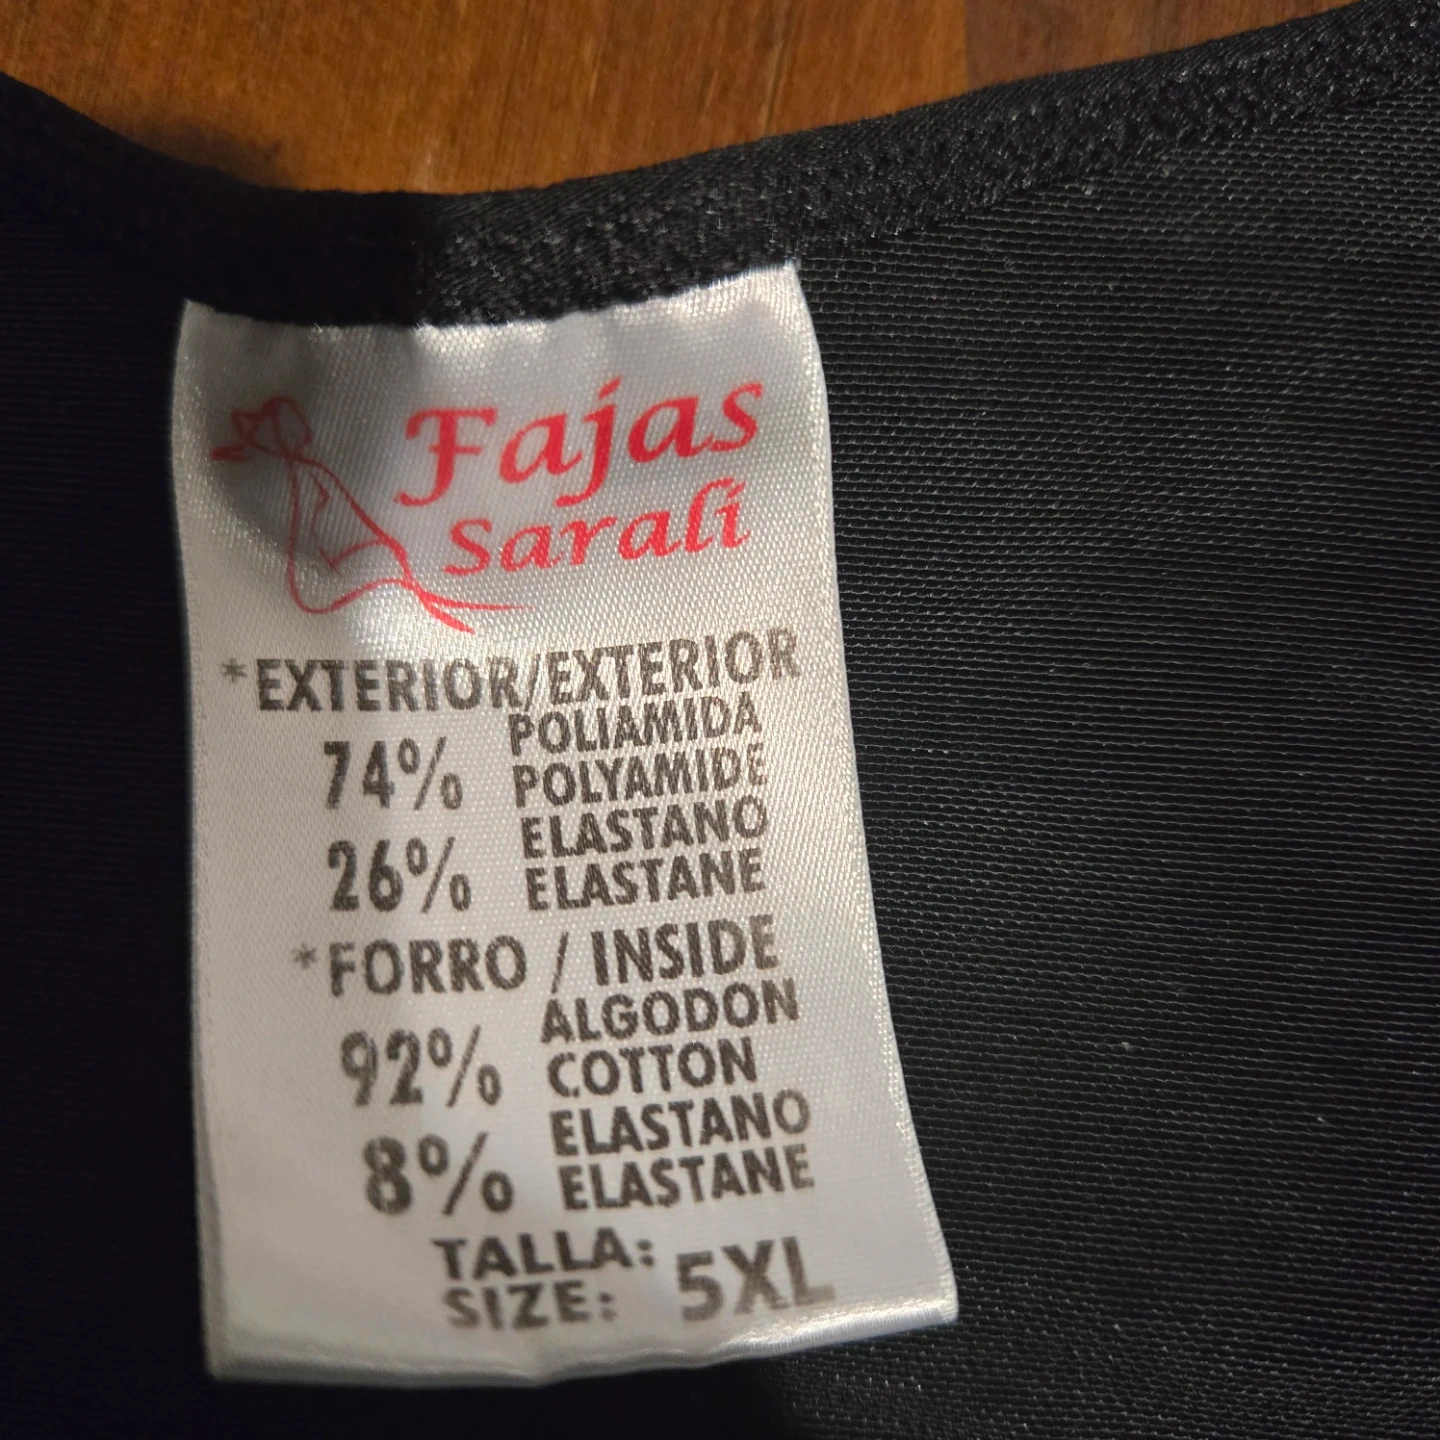 Fajas
Sarali
*EXTERIOR/EXTERIOR
74% POLIAMIDA
POLYAMIDE
26% ELASTANO
ELASTANE
*FORRO / INSIDE
92% ALGODON
COTTON
8% ELASTANO
ELASTANE
TALLA:
SIZE: 5XL